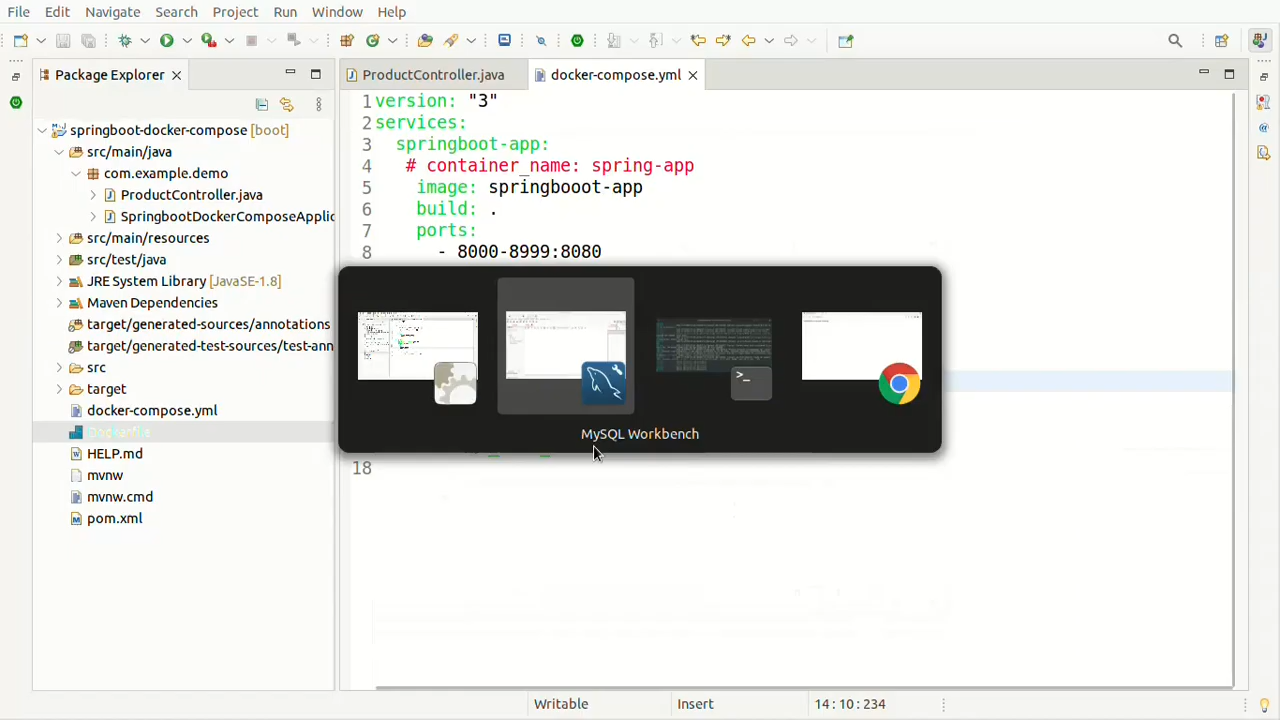 File Edit Navigate Search Project Run Window Help
Package Explorer
ProductController.java
docker-compose.yml
springboot-docker-compose [boot]
src/main/java
com.example.demo
ProductController.java
SpringbootDockerComposeApplic
src/main/resources
src/test/java
JRE System Library [JavaSE-1.8]
Maven Dependencies
target/generated-sources/annotations
target/generated-test-sources/test-ann
src
target
docker-compose.yml
Dockerfile
HELP.md
mvnw
mvnw.cmd
pom.xml
1 version: "3"
2 services:
3 springboot-app:
4 # container_name: spring-app
5 image: springbooot-app
6 build: .
7 ports:
8 - 8000-8999:8080
18
MySQL Workbench
Writable
Insert
14:10:234